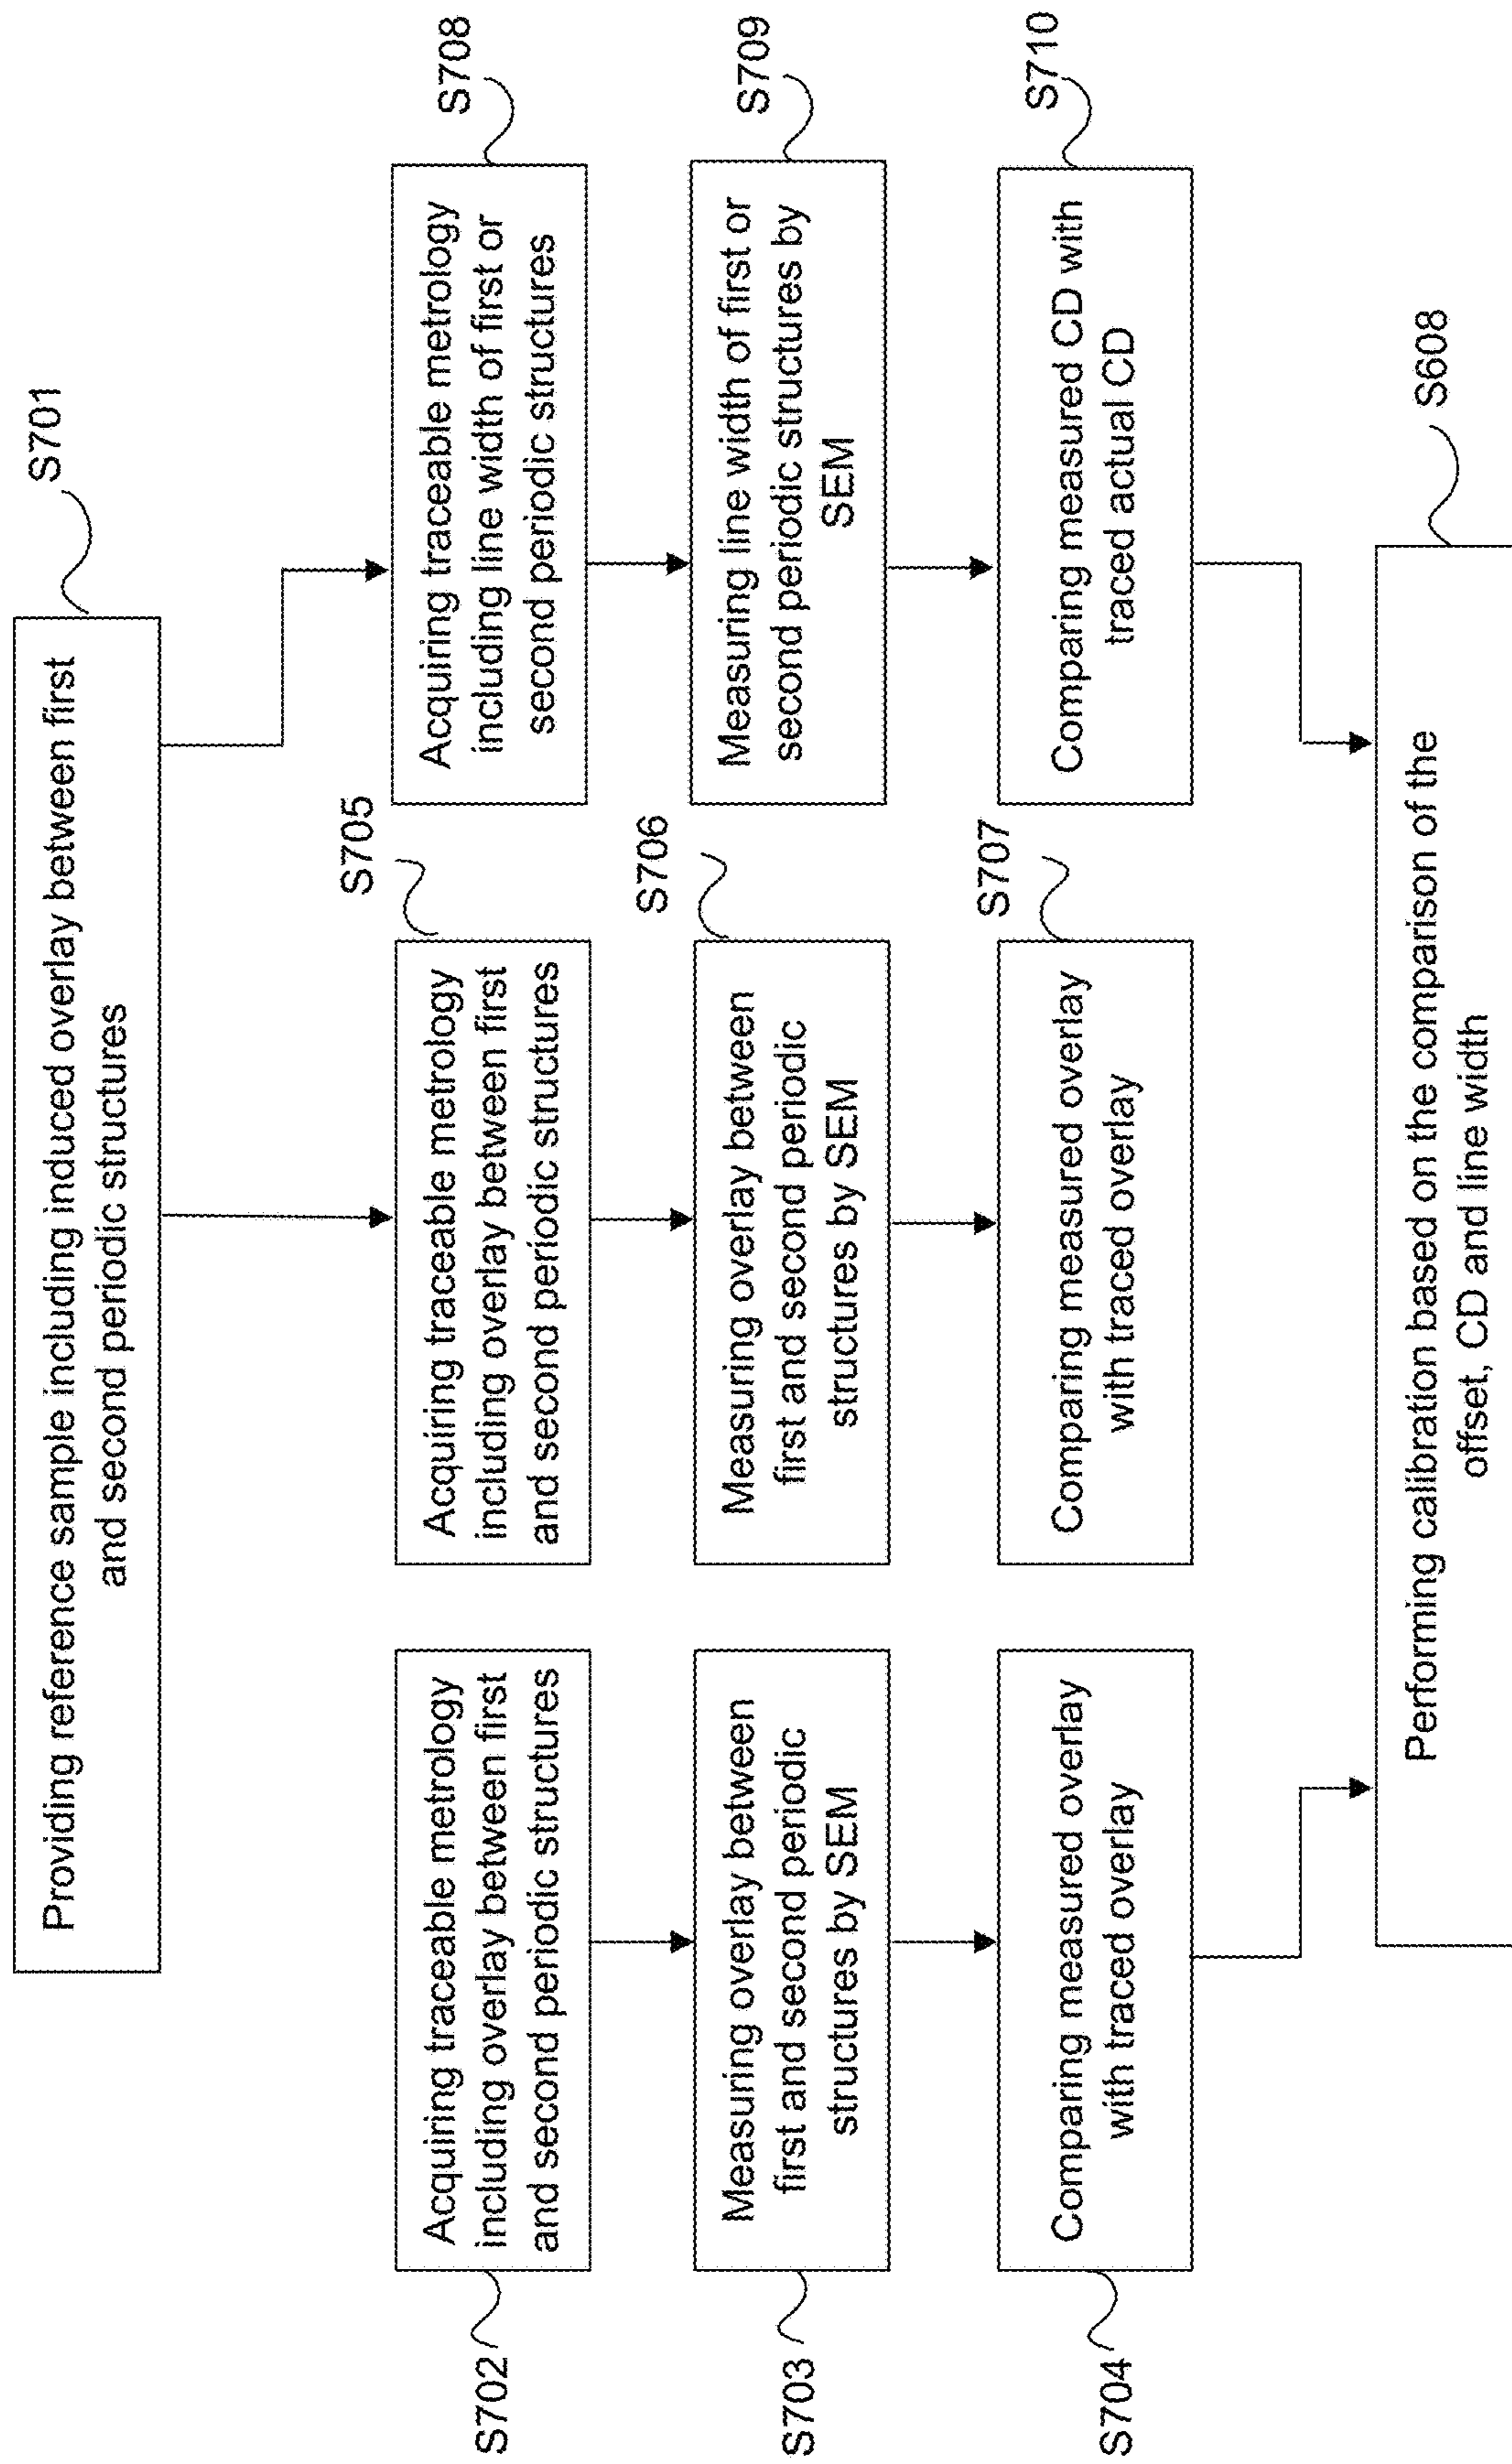 Providing reference sample including induced overlay between first
and second periodic structures
S701
S702
Acquiring traceable metrology
including overlay between first
and second periodic structures
S703
Measuring overlay between
first and second periodic
structures by SEM
S704
Comparing measured overlay
with traced overlay
S705
Acquiring traceable metrology
including overlay between first
and second periodic structures
S706
Measuring overlay between
first and second periodic
structures by SEM
S707
Comparing measured overlay
with traced overlay
S708
Acquiring traceable metrology
including line width of first or
second periodic structures
S709
Measuring line width of first or
second periodic structures by
SEM
S710
Comparing measured CD with
traced actual CD
S608
Performing calibration based on the comparison of the
offset, CD and line width